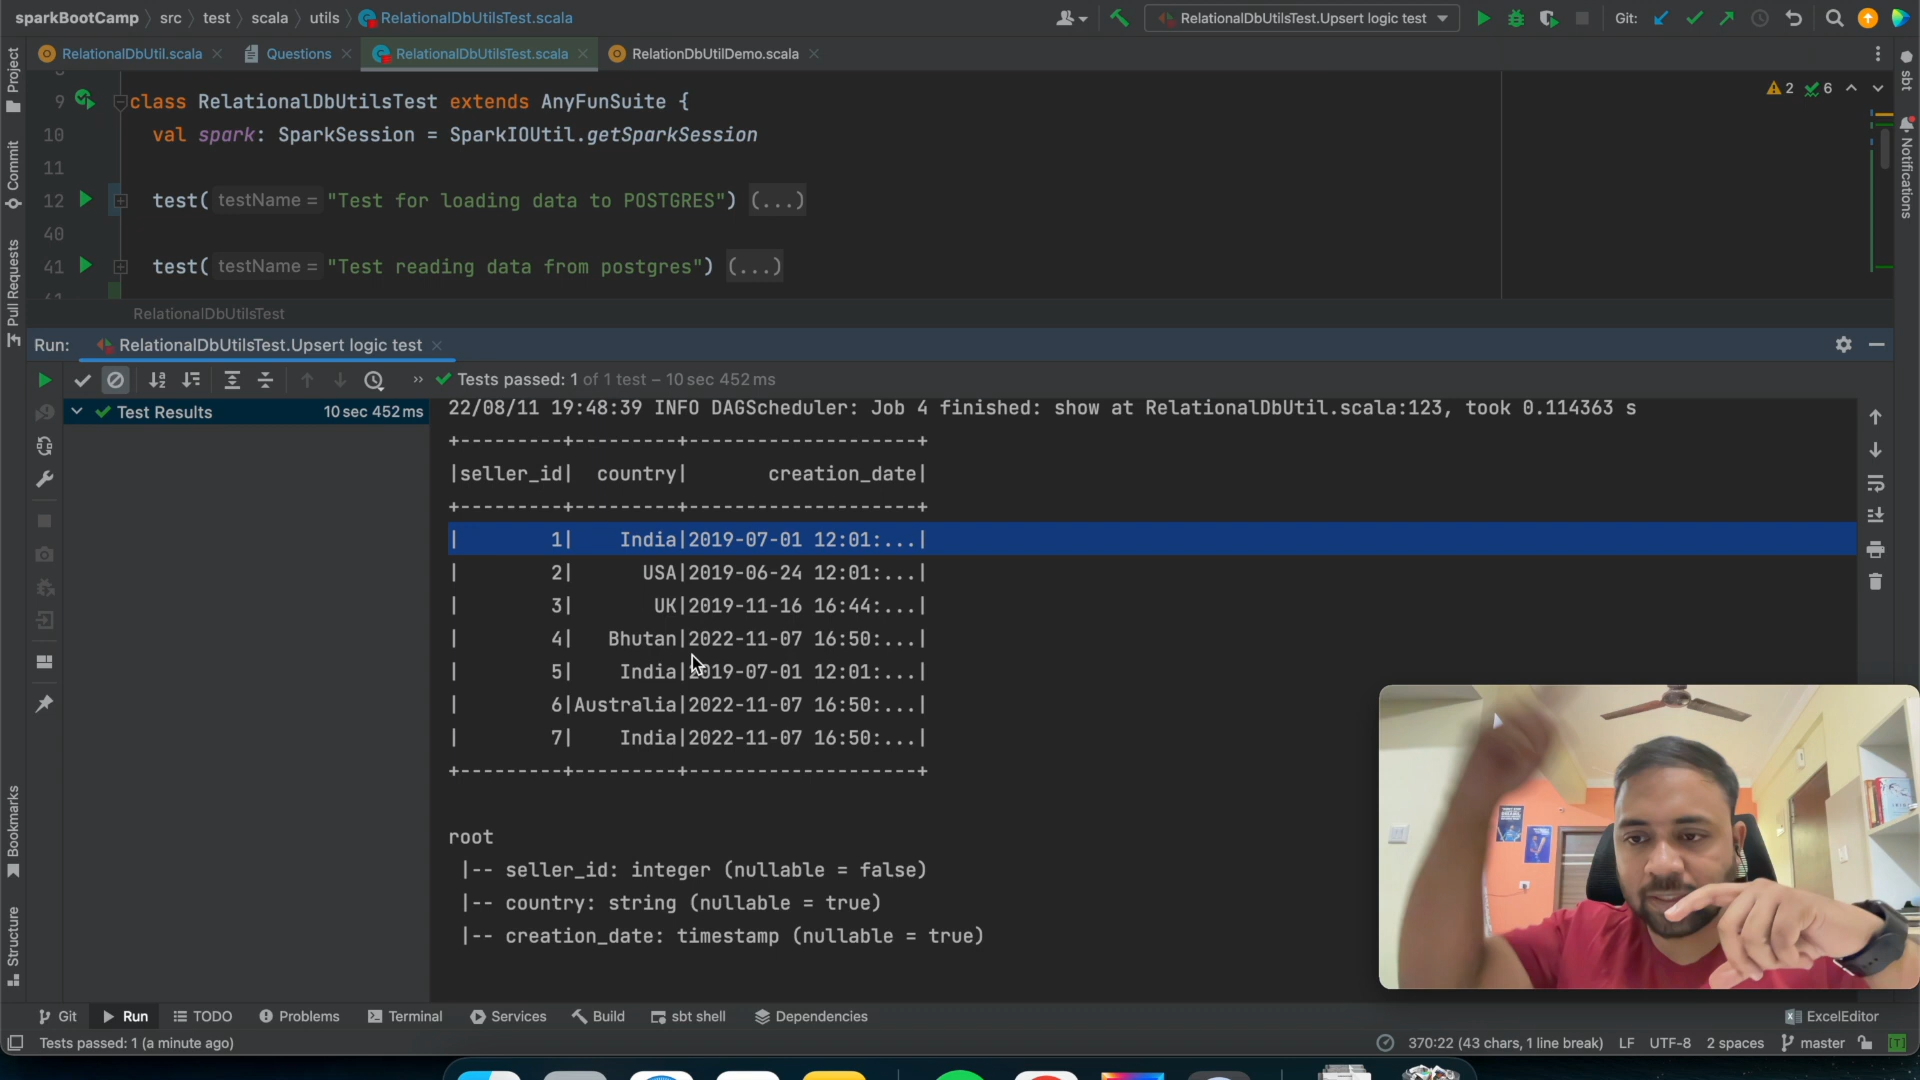 sparkBootCamp src test scala utils RelationalDbUtilsTest.scala
RelationalDbUtilsTest.Upsert logic test
Git:
RelationalDbUtil.scala
Questions
RelationalDbUtilsTest.scala
RelationDbUtilDemo.scala
Project
Commit
Pull Requests
Bookmarks
Structure
sbt
Notifications
2 6
9 class RelationalDbUtilsTest extends AnyFunSuite {
10 val spark: SparkSession = SparkIOUtil.getSparkSession
11
12 test( testName = "Test for loading data to POSTGRES") (...)
40
41 test( testName = "Test reading data from postgres") (...)
RelationalDbUtilsTest
Run: RelationalDbUtilsTest.Upsert logic test
» Tests passed: 1 of 1 test – 10 sec 452 ms
Test Results 10 sec 452 ms
22/08/11 19:48:39 INFO DAGScheduler: Job 4 finished: show at RelationalDbUtil.scala:123, took 0.114363 s
+---------+---------+--------------------+
|seller_id|  country|       creation_date|
+---------+---------+--------------------+
|        1|    India|2019-07-01 12:01:...|
|        2|      USA|2019-06-24 12:01:...|
|        3|       UK|2019-11-16 16:44:...|
|        4|   Bhutan|2022-11-07 16:50:...|
|        5|    India|2019-07-01 12:01:...|
|        6|Australia|2022-11-07 16:50:...|
|        7|    India|2022-11-07 16:50:...|
+---------+---------+--------------------+
root
|-- seller_id: integer (nullable = false)
|-- country: string (nullable = true)
|-- creation_date: timestamp (nullable = true)
Git Run TODO Problems Terminal Services Build sbt shell Dependencies ExcelEditor
Tests passed: 1 (a minute ago) 370:22 (43 chars, 1 line break) LF UTF-8 2 spaces master [T]